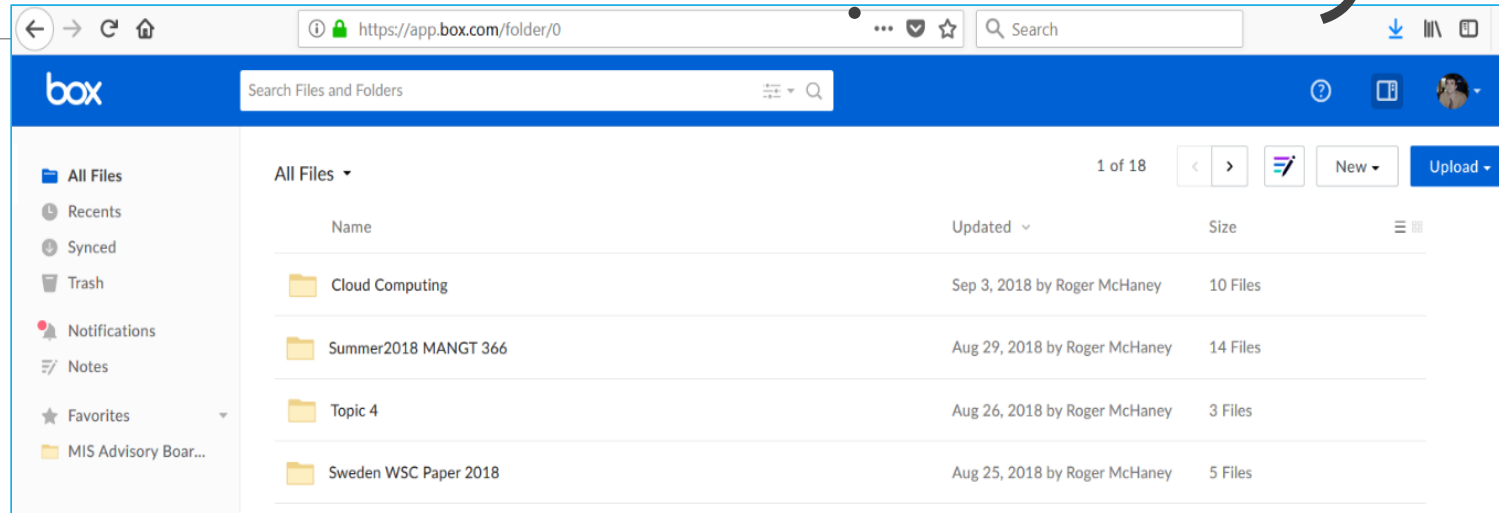 https://app.box.com/folder/0
Search
box
Search Files and Folders
All Files
Recents
Synced
Trash
Notifications
Notes
Favorites
MIS Advisory Boar...
All Files
1 of 18
New
Upload
Name Updated Size
Cloud Computing Sep 3, 2018 by Roger McHaney 10 Files
Summer2018 MANGT 366 Aug 29, 2018 by Roger McHaney 14 Files
Topic 4 Aug 26, 2018 by Roger McHaney 3 Files
Sweden WSC Paper 2018 Aug 25, 2018 by Roger McHaney 5 Files